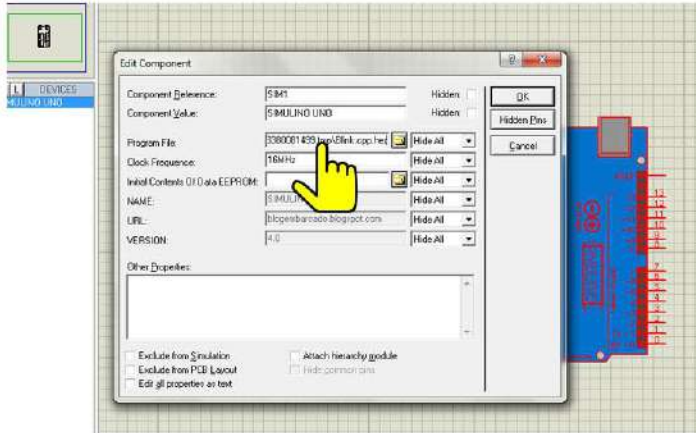 L DEVICES
Edit Component
Component Reference: SIM1 Hidden:
Component Value: SIMULINO UNO Hidden:
Program File: 3380081499.tmp\Blink.cpp.hex Hide All
Clock Frequence: 16MHz Hide All
Initial Contents Of Data EEPROM: Hide All
NAME: Hide All
URL: blogembarcado.blogspot.com Hide All
VERSION: 4.0 Hide All
Other Properties:
Exclude from Simulation Attach hierarchy module
Exclude from PCB Layout Hide common pins
Edit all properties as text
OK
Hidden Pins
Cancel